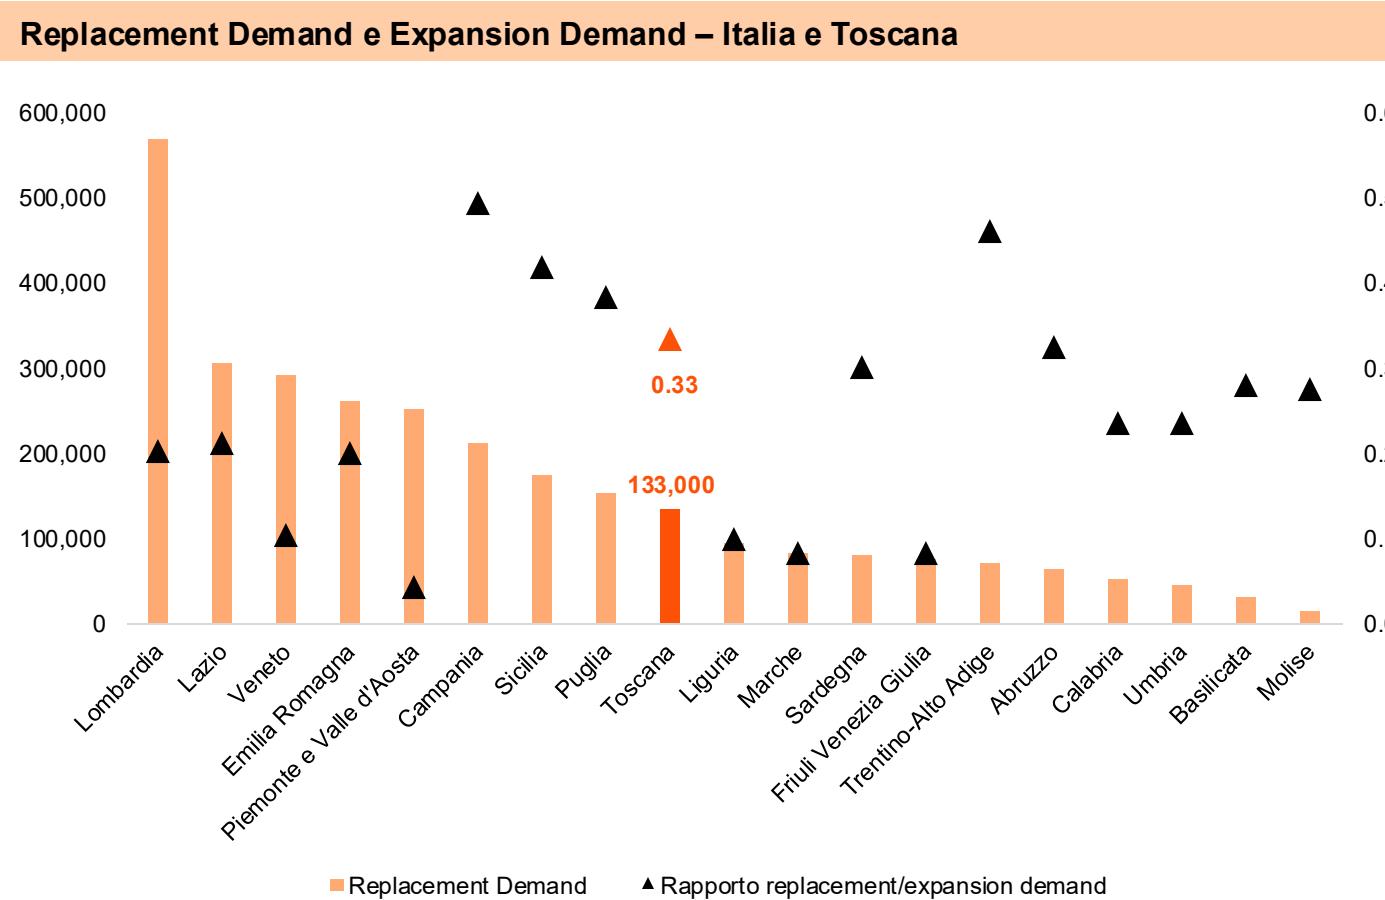 Replacement Demand e Expansion Demand – Italia e Toscana
600,000
500,000
400,000
300,000
200,000
100,000
0
0.33
133,000
Lombardia
Lazio
Veneto
Emilia Romagna
Piemonte e Valle d'Aosta
Campania
Sicilia
Puglia
Toscana
Liguria
Marche
Sardegna
Friuli Venezia Giulia
Trentino-Alto Adige
Abruzzo
Calabria
Umbria
Basilicata
Molise
Replacement Demand
Rapporto replacement/expansion demand